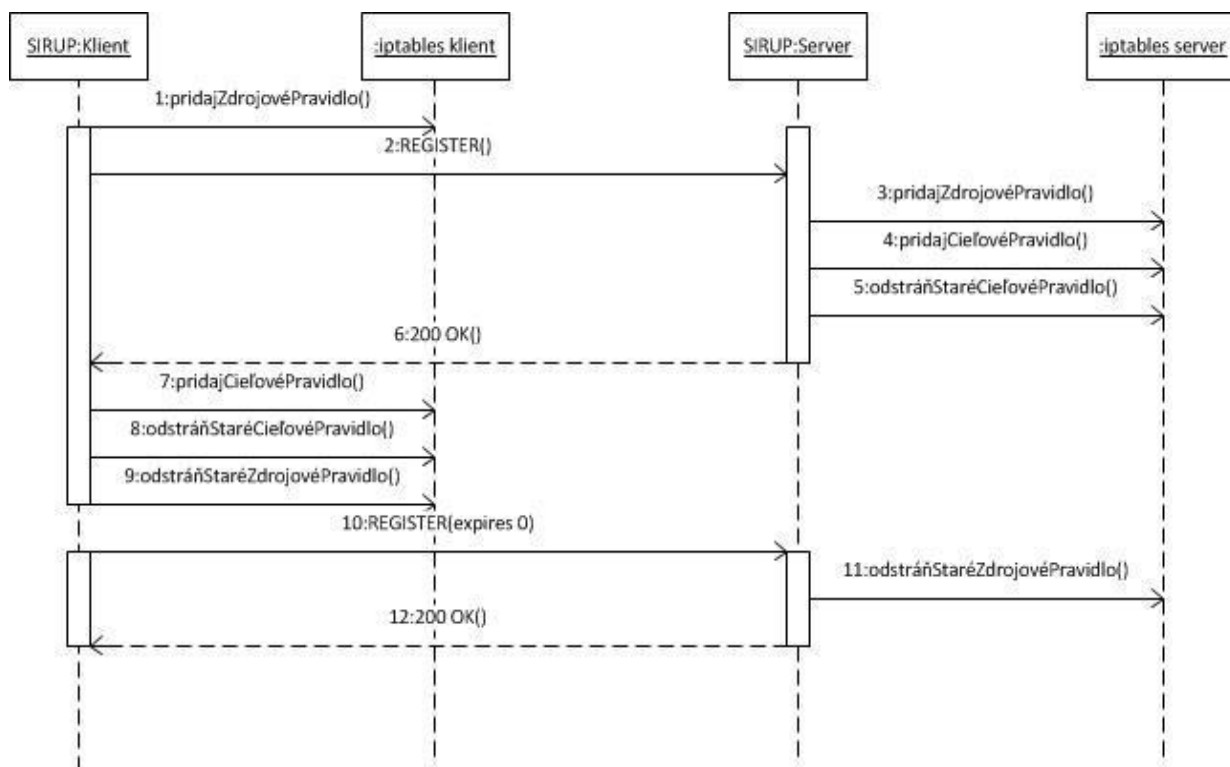 SIRUP:Klient
:iptables klient
SIRUP:Server
:iptables server
1:pridajZdrojovéPravidlo()
2:REGISTER()
3:pridajZdrojovéPravidlo()
4:pridajCieľovéPravidlo()
5:odstráňStaréCieľovéPravidlo()
6:200 OK()
7:pridajCieľovéPravidlo()
8:odstráňStaréCieľovéPravidlo()
9:odstráňStaréZdrojovéPravidlo()
10:REGISTER(expires 0)
11:odstráňStaréZdrojovéPravidlo()
12:200 OK()